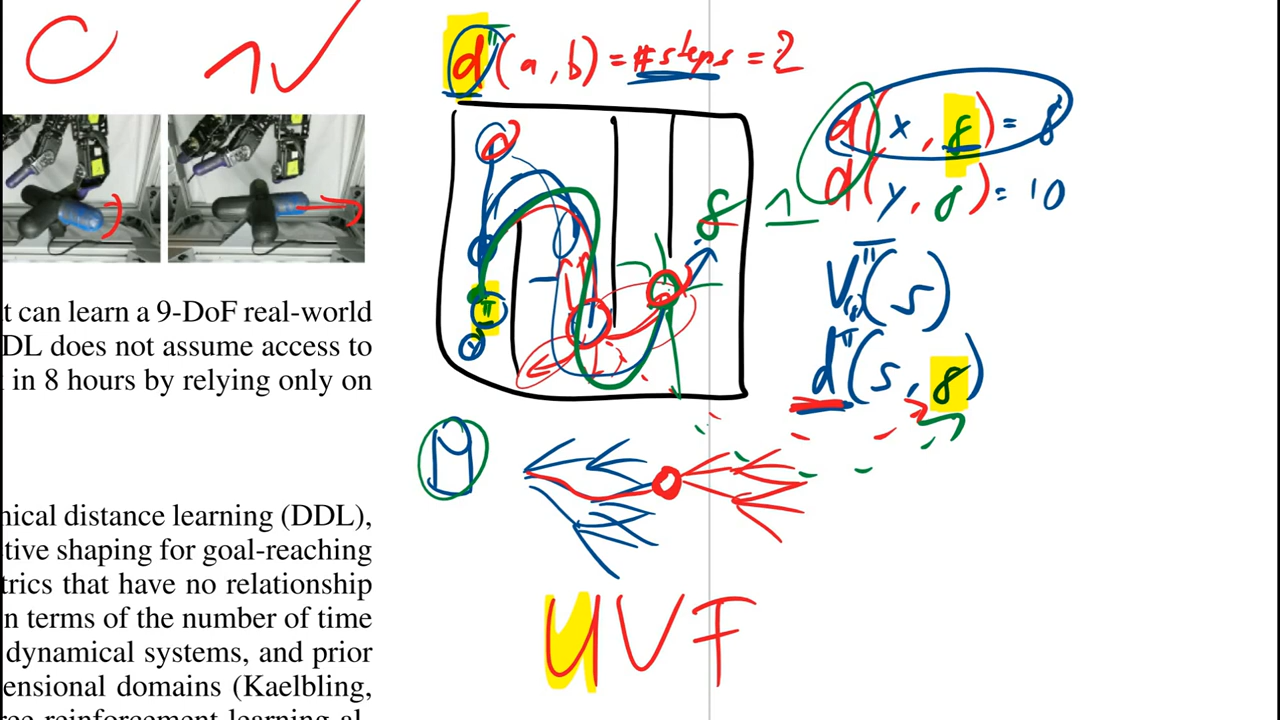 d^π(a, b) = #steps = 2
d(x, g) = 8
d(y, g) = 10
a
π
g 1
V^π(s)
d^π(s, g)
UVF
t can learn a 9-DoF real-world
DL does not assume access to
in 8 hours by relying only on
nical distance learning (DDL),
tive shaping for goal-reaching
trics that have no relationship
n terms of the number of time
dynamical systems, and prior
ensional domains (Kaelbling,